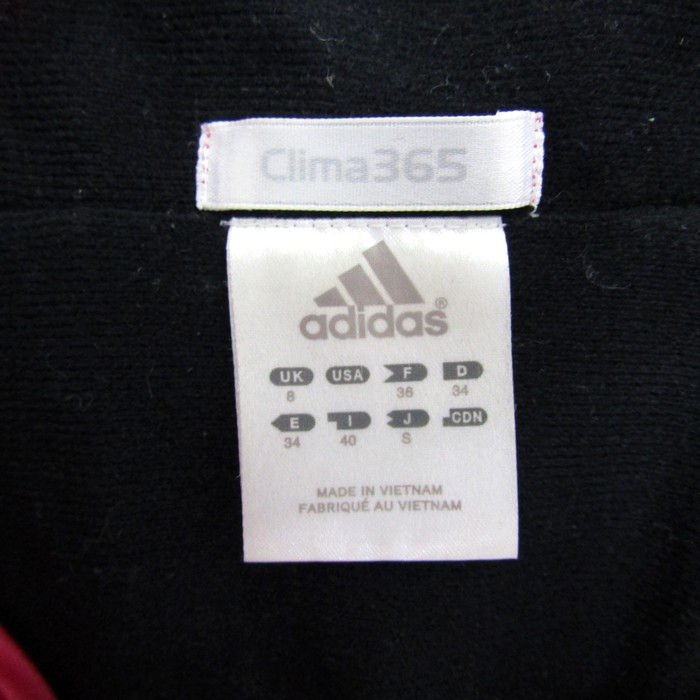 Clima365
adidas®
UK USA F D
8 36 34
E I J CDN
34 40 S
MADE IN VIETNAM
FABRIQUÉ AU VIETNAM